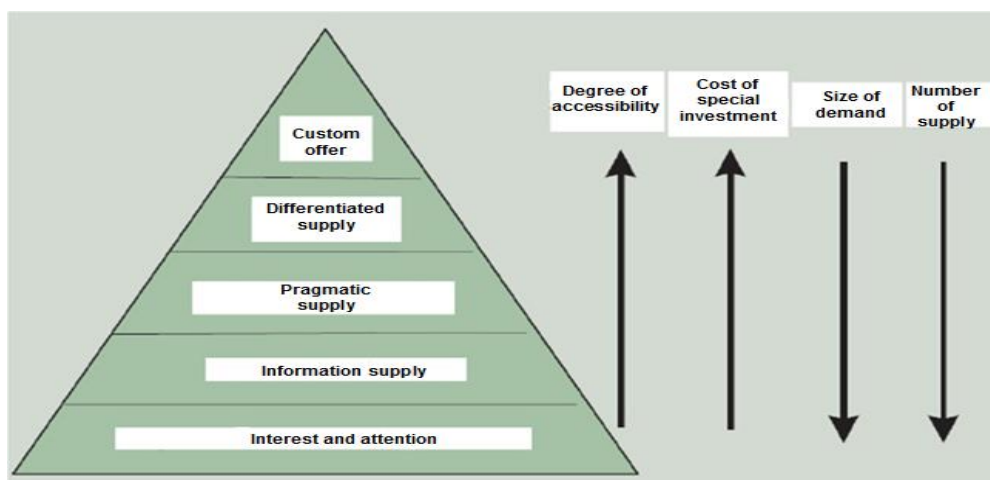 Custom
offer
Differentiated
supply
Pragmatic
supply
Information supply
Interest and attention
Degree of
accessibility
Cost of
special
investment
Size of
demand
Number
of
supply